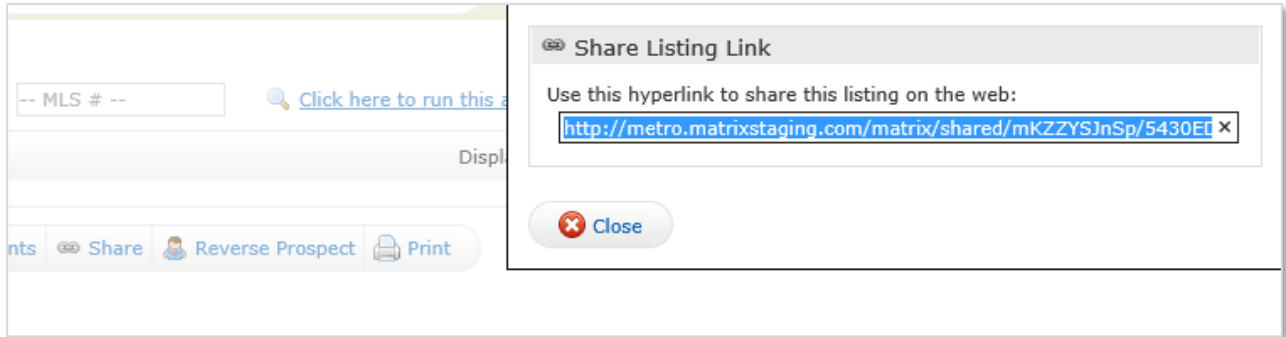 Share Listing Link
Use this hyperlink to share this listing on the web:
http://metro.matrixstaging.com/matrix/shared/mKZZYSJnSp/5430ED
Close
-- MLS # --
Click here to run this a
Displ
nts Share Reverse Prospect Print